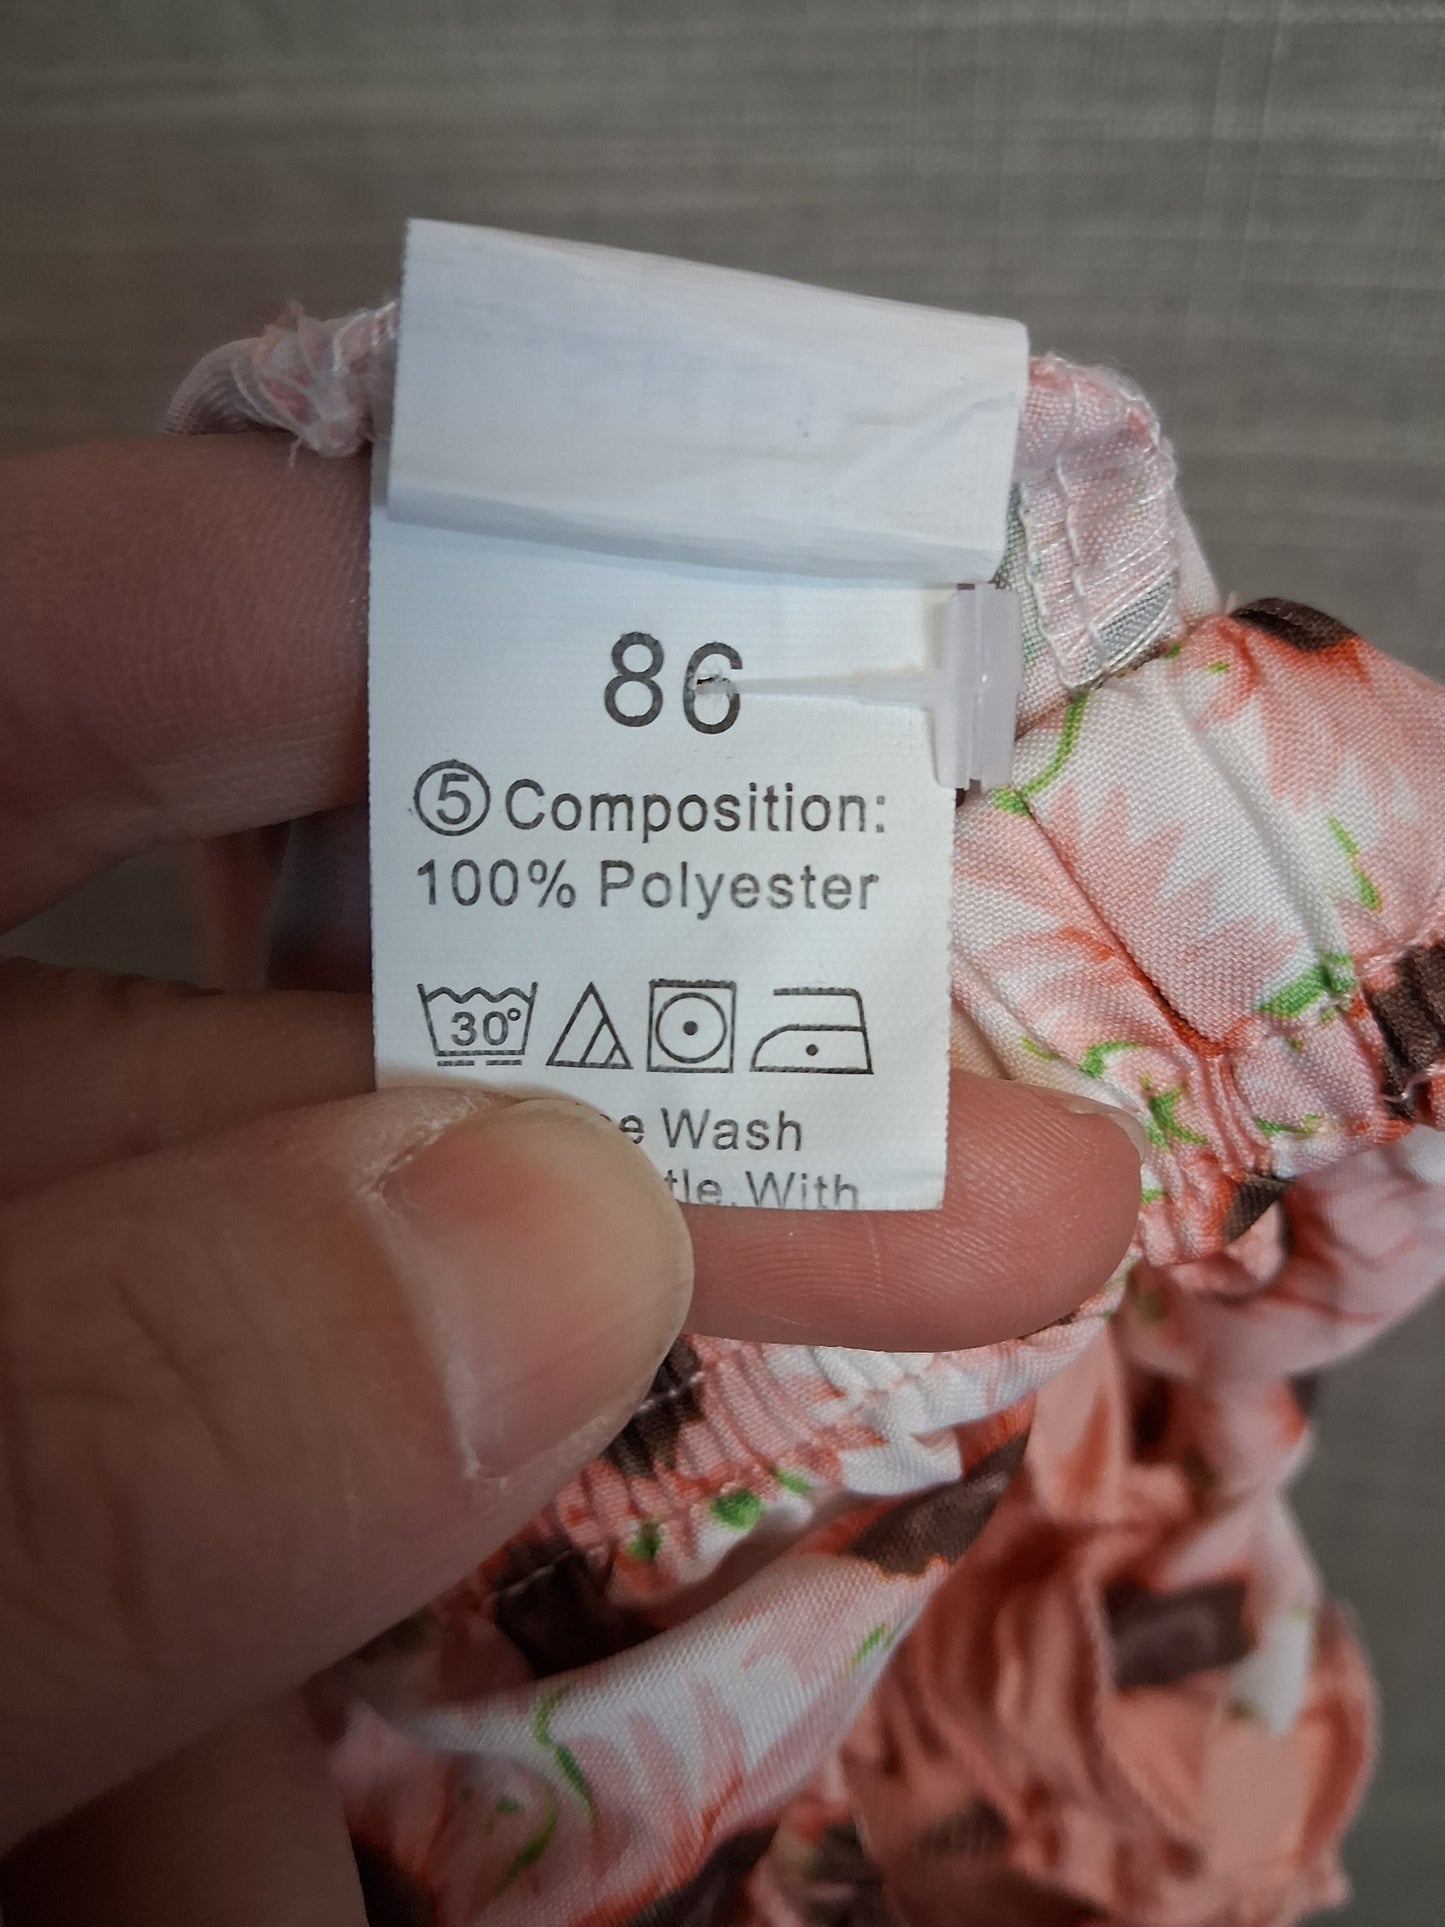 86
⑤ Composition:
100% Polyester
30°
Wash
With